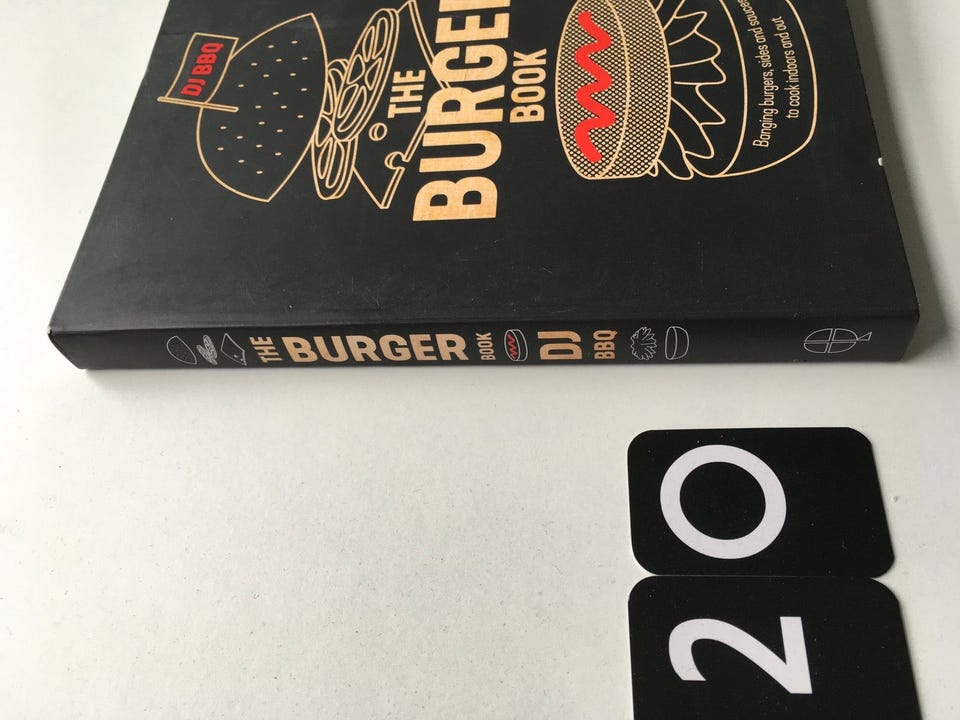 DJ BBQ
THE
BURGER
BOOK
Banging burgers, sides and sauces
to cook indoors and out
THE BURGER BOOK DJ BBQ
20